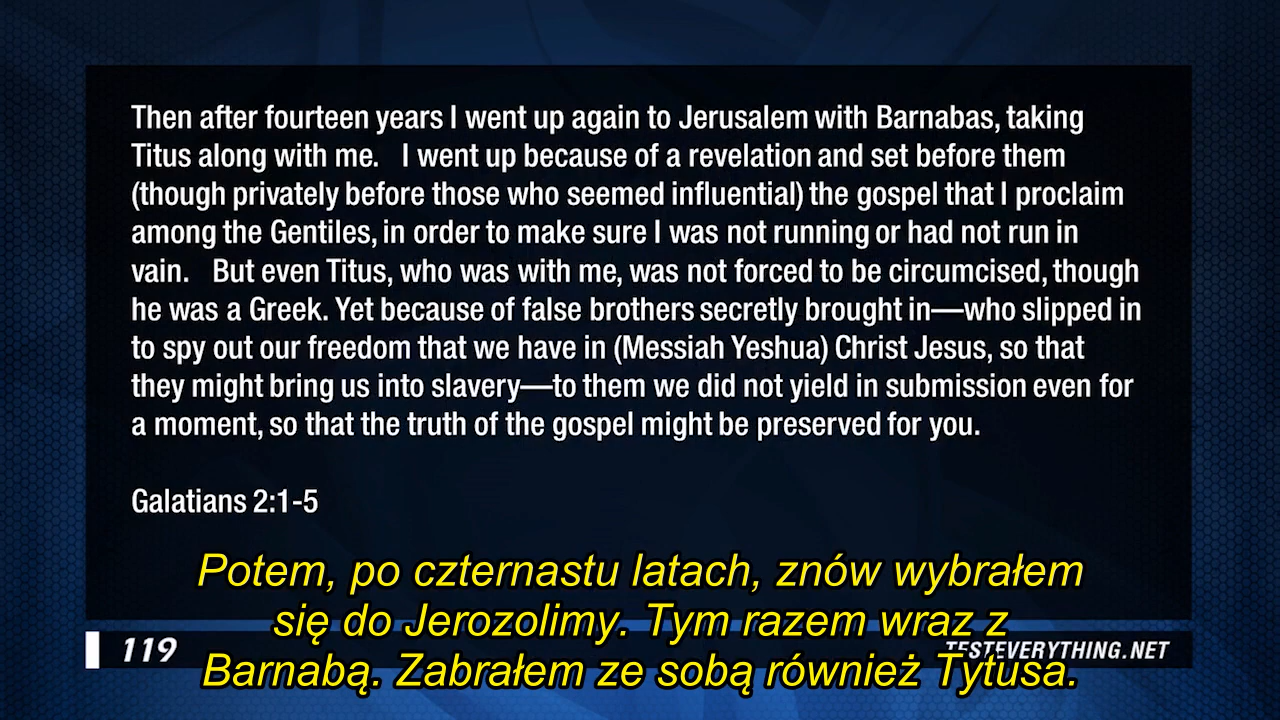 Then after fourteen years I went up again to Jerusalem with Barnabas, taking
Titus along with me. I went up because of a revelation and set before them
(though privately before those who seemed influential) the gospel that I proclaim
among the Gentiles, in order to make sure I was not running or had not run in
vain. But even Titus, who was with me, was not forced to be circumcised, though
he was a Greek. Yet because of false brothers secretly brought in—who slipped in
to spy out our freedom that we have in (Messiah Yeshua) Christ Jesus, so that
they might bring us into slavery—to them we did not yield in submission even for
a moment, so that the truth of the gospel might be preserved for you.
Galatians 2:1-5
Potem, po czternastu latach, znów wybrałem
się do Jerozolimy. Tym razem wraz z
119
TESTEVERYTHING.NET
Barnabą. Zabrałem ze sobą również Tytusa.